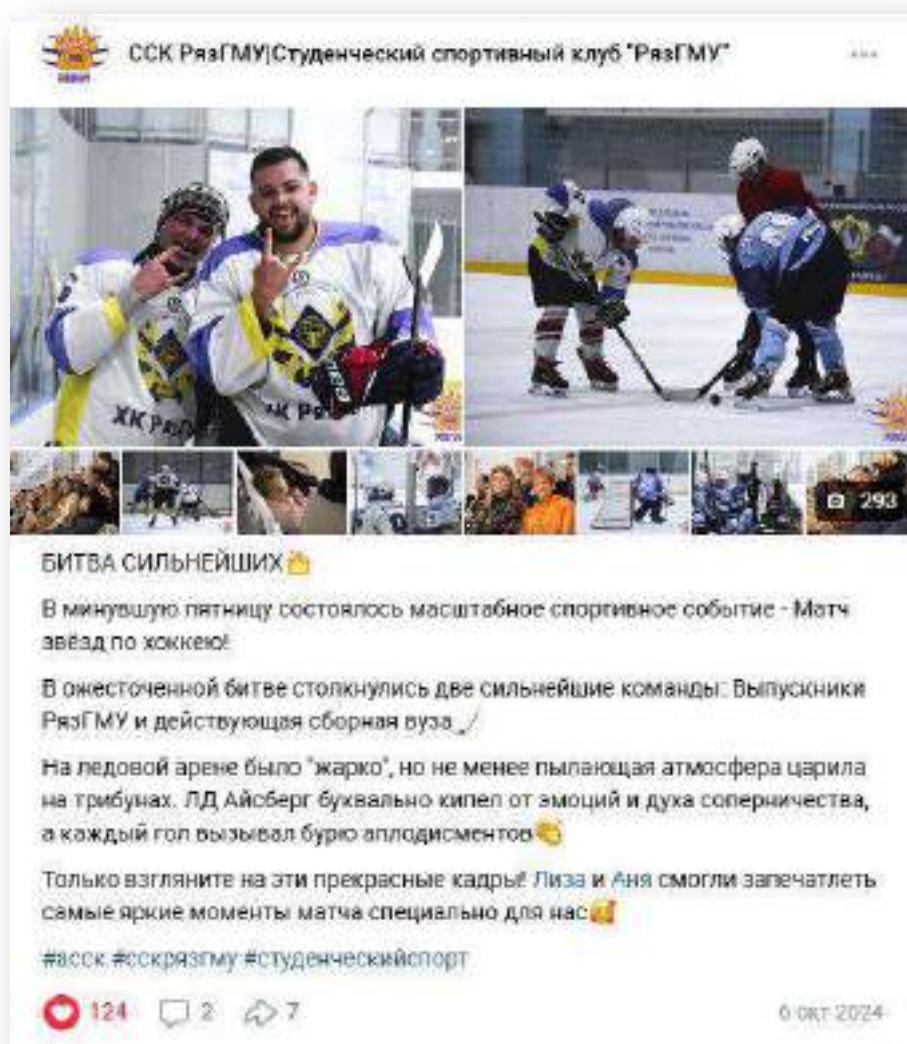 ССК РязГМУ|Студенческий спортивный клуб "РязГМУ"
ХК РязГ
293
БИТВА СИЛЬНЕЙШИХ
В минувшую пятницу состоялось масштабное спортивное событие - Матч
звёзд по хоккею!
В ожесточенной битве столкнулись две сильнейшие команды: Выпускники
РязГМУ и действующая сборная вуза
На ледовой арене было "жарко", но не менее пылающая атмосфера царила
на трибунах. ЛД Айсберг буквально кипел от эмоций и духа соперничества,
а каждый гол вызывал бурю аплодисментов
Только взгляните на эти прекрасные кадры! Лиза и Аня смогли запечатлеть
самые яркие моменты матча специально для нас
#асск #сскрязгму #студенческийспорт
124 2 7
6 окт 2024